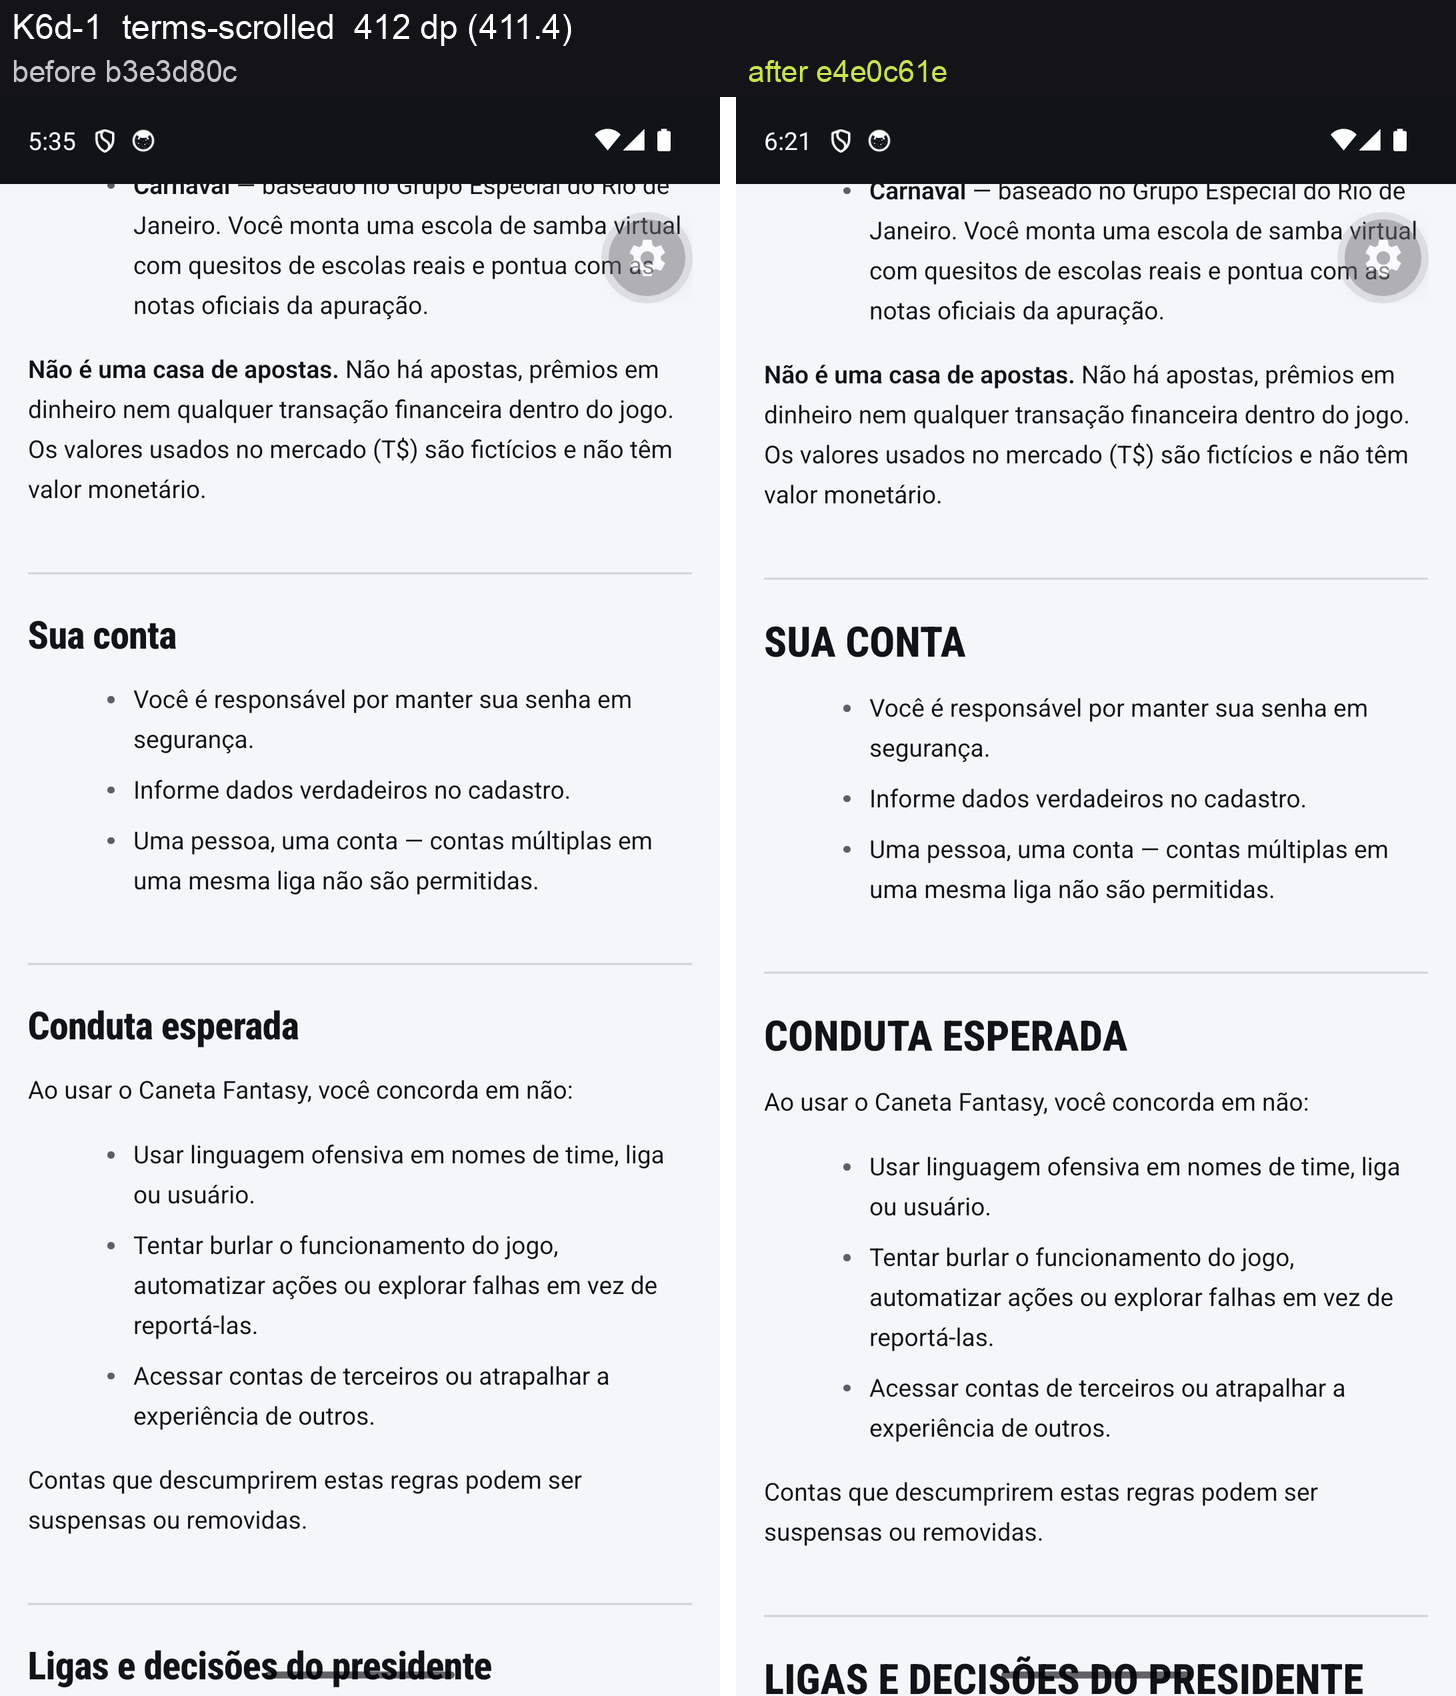 K6d-1 terms-scrolled 412 dp (411.4)
before b3e3d80c
after e4e0c61e
5:35
• Carnaval — baseado no Grupo Especial do Rio de
Janeiro. Você monta uma escola de samba virtual
com quesitos de escolas reais e pontua com as
notas oficiais da apuração.
Não é uma casa de apostas. Não há apostas, prêmios em
dinheiro nem qualquer transação financeira dentro do jogo.
Os valores usados no mercado (T$) são fictícios e não têm
valor monetário.
Sua conta
• Você é responsável por manter sua senha em
segurança.
• Informe dados verdadeiros no cadastro.
• Uma pessoa, uma conta — contas múltiplas em
uma mesma liga não são permitidas.
Conduta esperada
Ao usar o Caneta Fantasy, você concorda em não:
• Usar linguagem ofensiva em nomes de time, liga
ou usuário.
• Tentar burlar o funcionamento do jogo,
automatizar ações ou explorar falhas em vez de
reportá-las.
• Acessar contas de terceiros ou atrapalhar a
experiência de outros.
Contas que descumprirem estas regras podem ser
suspensas ou removidas.
Ligas e decisões do presidente
6:21
• Carnaval — baseado no Grupo Especial do Rio de
Janeiro. Você monta uma escola de samba virtual
com quesitos de escolas reais e pontua com as
notas oficiais da apuração.
Não é uma casa de apostas. Não há apostas, prêmios em
dinheiro nem qualquer transação financeira dentro do jogo.
Os valores usados no mercado (T$) são fictícios e não têm
valor monetário.
SUA CONTA
• Você é responsável por manter sua senha em
segurança.
• Informe dados verdadeiros no cadastro.
• Uma pessoa, uma conta — contas múltiplas em
uma mesma liga não são permitidas.
CONDUTA ESPERADA
Ao usar o Caneta Fantasy, você concorda em não:
• Usar linguagem ofensiva em nomes de time, liga
ou usuário.
• Tentar burlar o funcionamento do jogo,
automatizar ações ou explorar falhas em vez de
reportá-las.
• Acessar contas de terceiros ou atrapalhar a
experiência de outros.
Contas que descumprirem estas regras podem ser
suspensas ou removidas.
LIGAS E DECISÕES DO PRESIDENTE